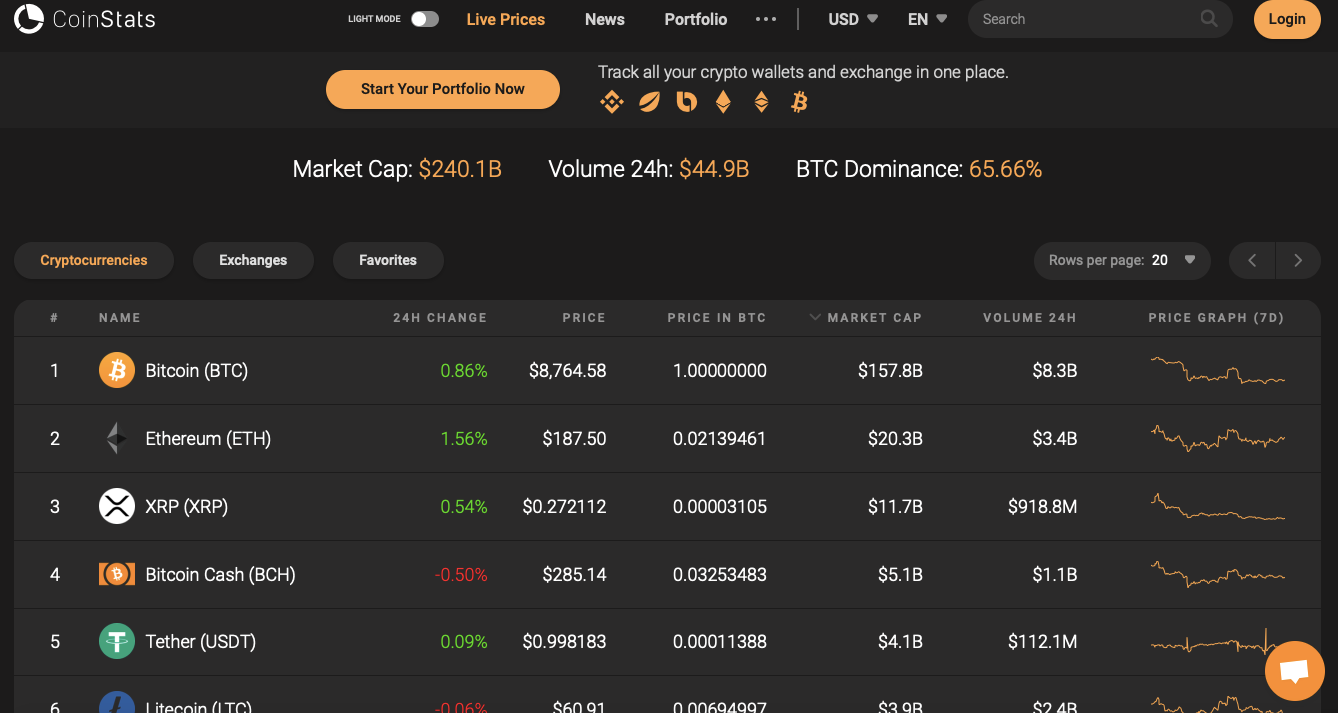 CoinStats LIGHT MODE Live Prices News Portfolio USD EN Search Login
Start Your Portfolio Now Track all your crypto wallets and exchange in one place.
Market Cap: $240.1B Volume 24h: $44.9B BTC Dominance: 65.66%
Cryptocurrencies Exchanges Favorites Rows per page: 20
# NAME 24H CHANGE PRICE PRICE IN BTC MARKET CAP VOLUME 24H PRICE GRAPH (7D)
1 Bitcoin (BTC) 0.86% $8,764.58 1.00000000 $157.8B $8.3B
2 Ethereum (ETH) 1.56% $187.50 0.02139461 $20.3B $3.4B
3 XRP (XRP) 0.54% $0.272112 0.00003105 $11.7B $918.8M
4 Bitcoin Cash (BCH) -0.50% $285.14 0.03253483 $5.1B $1.1B
5 Tether (USDT) 0.09% $0.998183 0.00011388 $4.1B $112.1M
6 Litecoin (LTC) -0.06% $60.91 0.00694997 $3.9B $2.4B